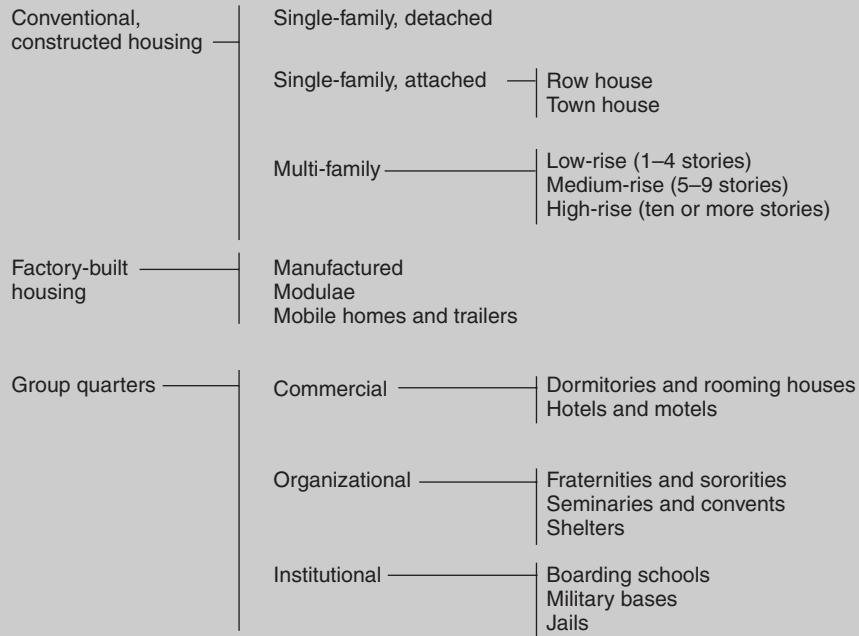 Conventional,
constructed housing
Single-family, detached
Single-family, attached
Row house
Town house
Multi-family
Low-rise (1–4 stories)
Medium-rise (5–9 stories)
High-rise (ten or more stories)
Factory-built
housing
Manufactured
Modulae
Mobile homes and trailers
Group quarters
Commercial
Dormitories and rooming houses
Hotels and motels
Organizational
Fraternities and sororities
Seminaries and convents
Shelters
Institutional
Boarding schools
Military bases
Jails